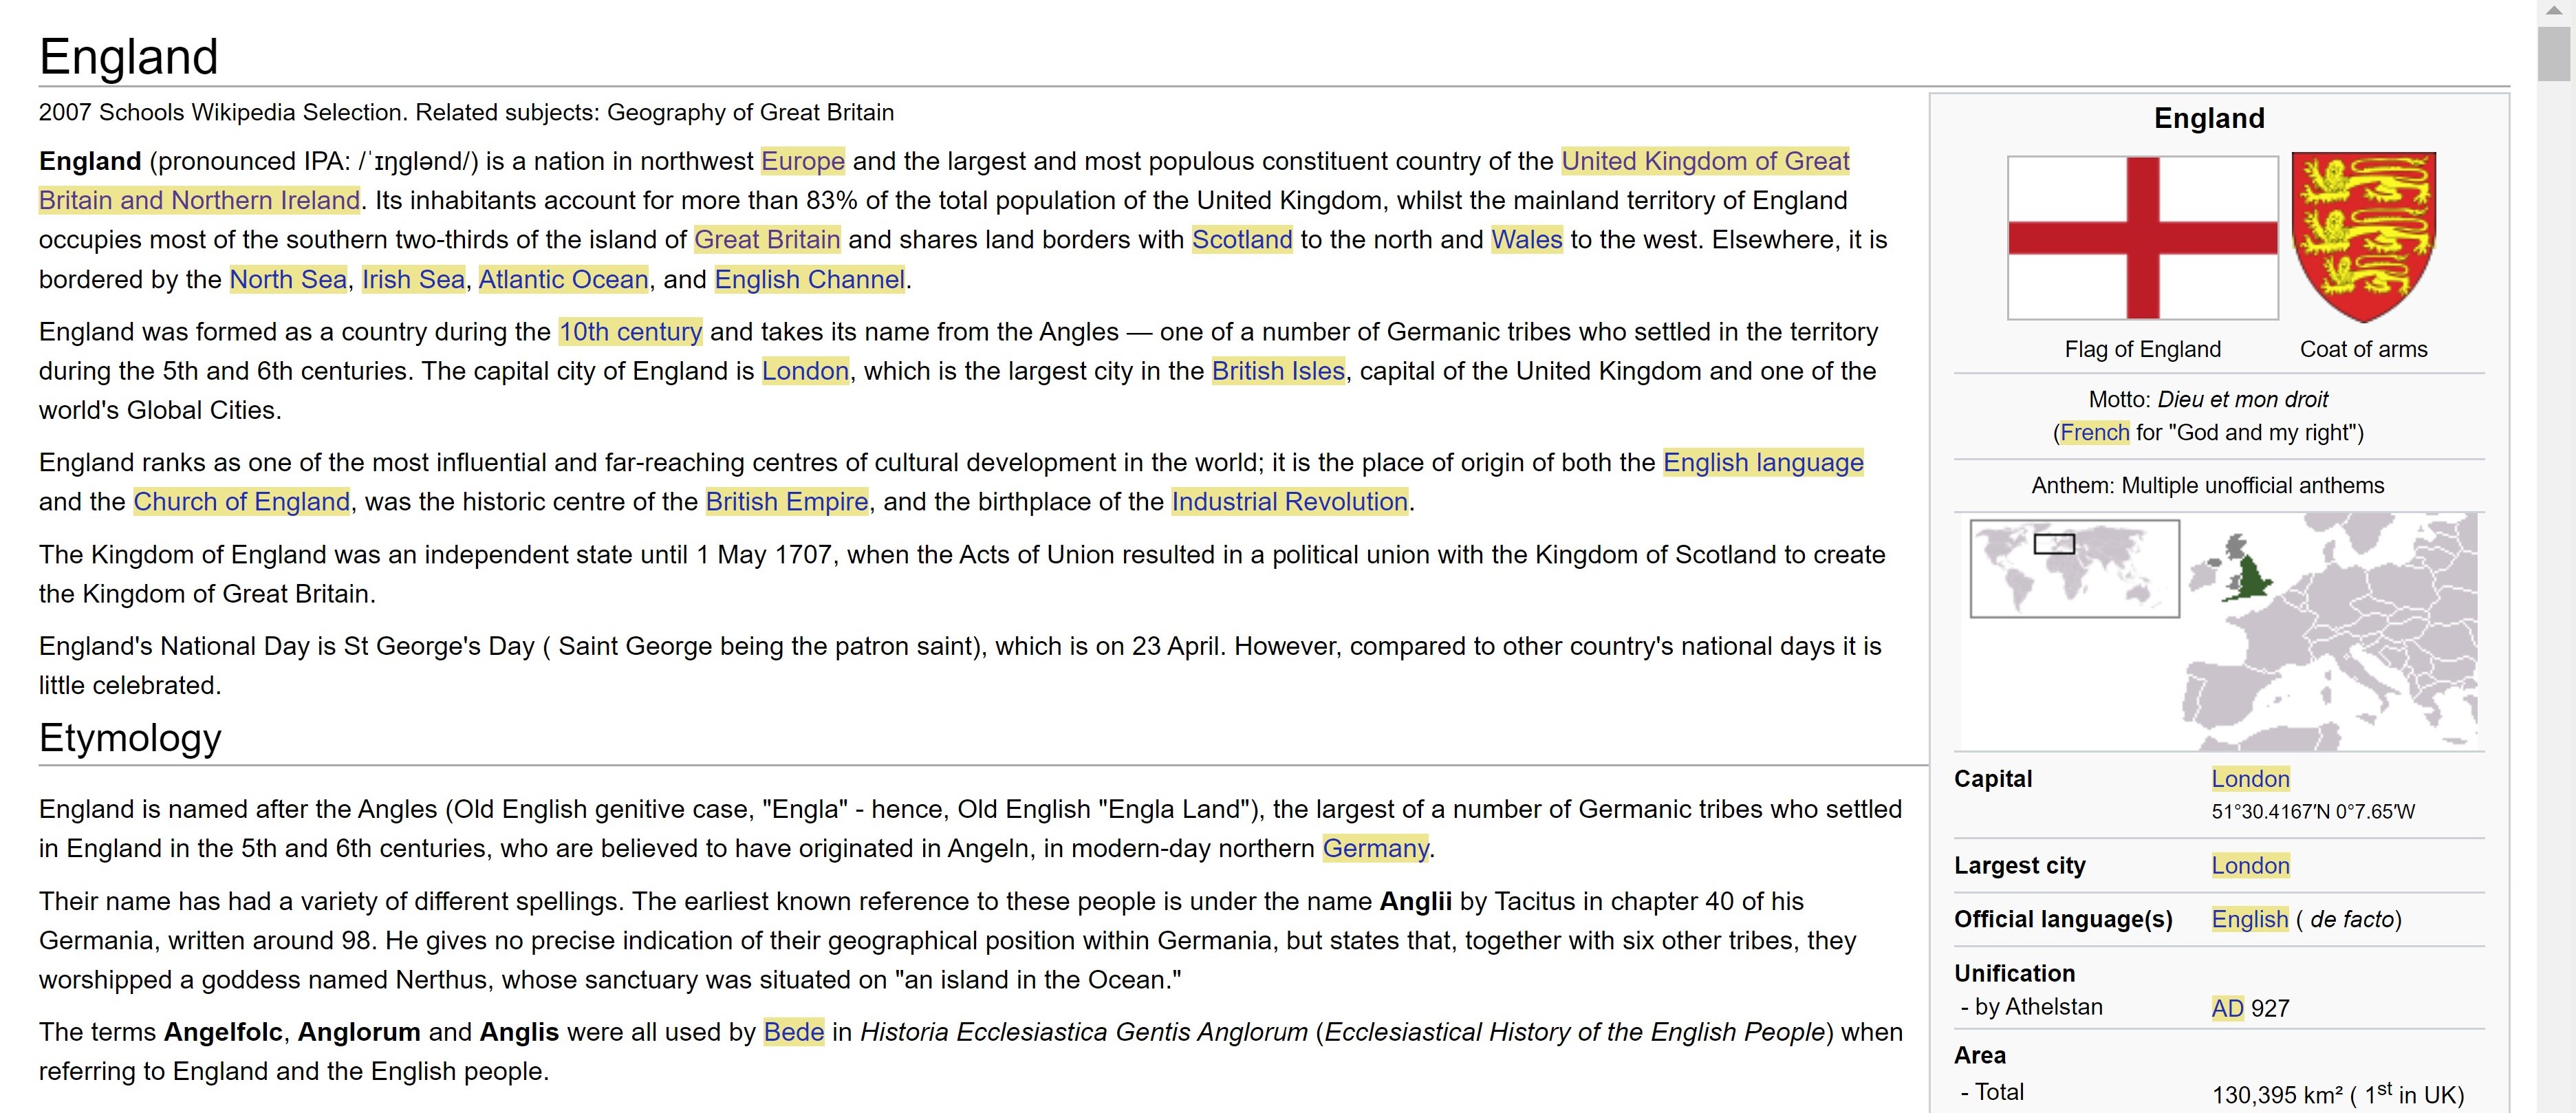 England
2007 Schools Wikipedia Selection. Related subjects: Geography of Great Britain
England (pronounced IPA: /ˈɪŋglənd/) is a nation in northwest Europe and the largest and most populous constituent country of the United Kingdom of Great
Britain and Northern Ireland. Its inhabitants account for more than 83% of the total population of the United Kingdom, whilst the mainland territory of England
occupies most of the southern two-thirds of the island of Great Britain and shares land borders with Scotland to the north and Wales to the west. Elsewhere, it is
bordered by the North Sea, Irish Sea, Atlantic Ocean, and English Channel.
England was formed as a country during the 10th century and takes its name from the Angles — one of a number of Germanic tribes who settled in the territory
during the 5th and 6th centuries. The capital city of England is London, which is the largest city in the British Isles, capital of the United Kingdom and one of the
world's Global Cities.
England ranks as one of the most influential and far-reaching centres of cultural development in the world; it is the place of origin of both the English language
and the Church of England, was the historic centre of the British Empire, and the birthplace of the Industrial Revolution.
The Kingdom of England was an independent state until 1 May 1707, when the Acts of Union resulted in a political union with the Kingdom of Scotland to create
the Kingdom of Great Britain.
England's National Day is St George's Day ( Saint George being the patron saint), which is on 23 April. However, compared to other country's national days it is
little celebrated.
Etymology
England is named after the Angles (Old English genitive case, "Engla" - hence, Old English "Engla Land"), the largest of a number of Germanic tribes who settled
in England in the 5th and 6th centuries, who are believed to have originated in Angeln, in modern-day northern Germany.
Their name has had a variety of different spellings. The earliest known reference to these people is under the name Anglii by Tacitus in chapter 40 of his
Germania, written around 98. He gives no precise indication of their geographical position within Germania, but states that, together with six other tribes, they
worshipped a goddess named Nerthus, whose sanctuary was situated on "an island in the Ocean."
The terms Angelfolc, Anglorum and Anglis were all used by Bede in Historia Ecclesiastica Gentis Anglorum (Ecclesiastical History of the English People) when
referring to England and the English people.
England
Flag of England Coat of arms
Motto: Dieu et mon droit
(French for "God and my right")
Anthem: Multiple unofficial anthems
Capital London
51°30.4167′N 0°7.65′W
Largest city London
Official language(s) English ( de facto)
Unification
- by Athelstan AD 927
Area
- Total 130,395 km² ( 1st in UK)